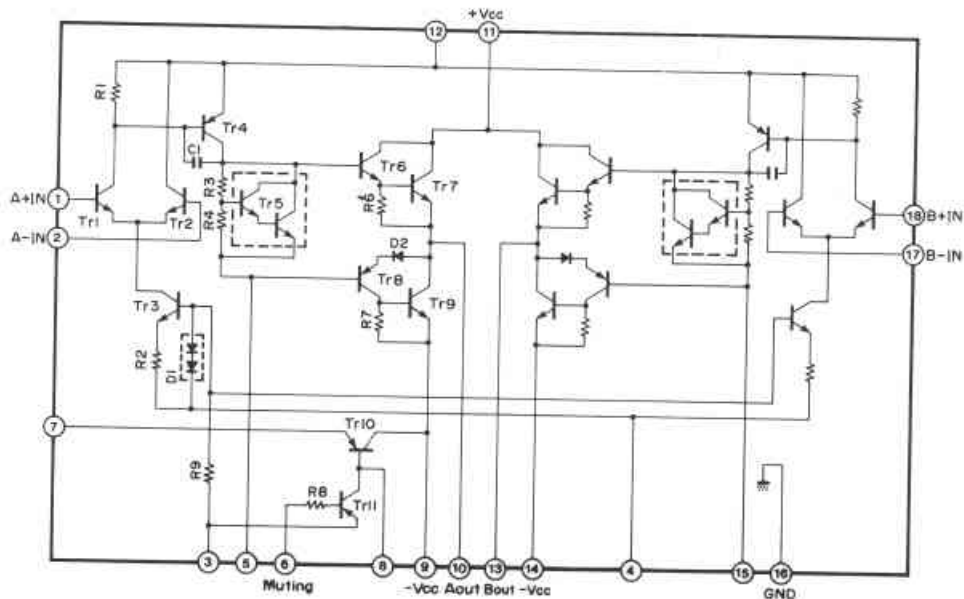 +Vcc
12
11
R1
Tr4
C1
Tr6
Tr7
R3
R4
Tr5
R6
A+IN 1
Tr1
Tr2
A-IN 2
18 B+IN
17 B-IN
D2
Tr8
Tr9
Tr3
R7
R2
D1
7
Tr10
R9
R8
Tr11
3
5
6
8
9
10
13
14
4
15
16
Muting
-Vcc Aout Bout -Vcc
GND